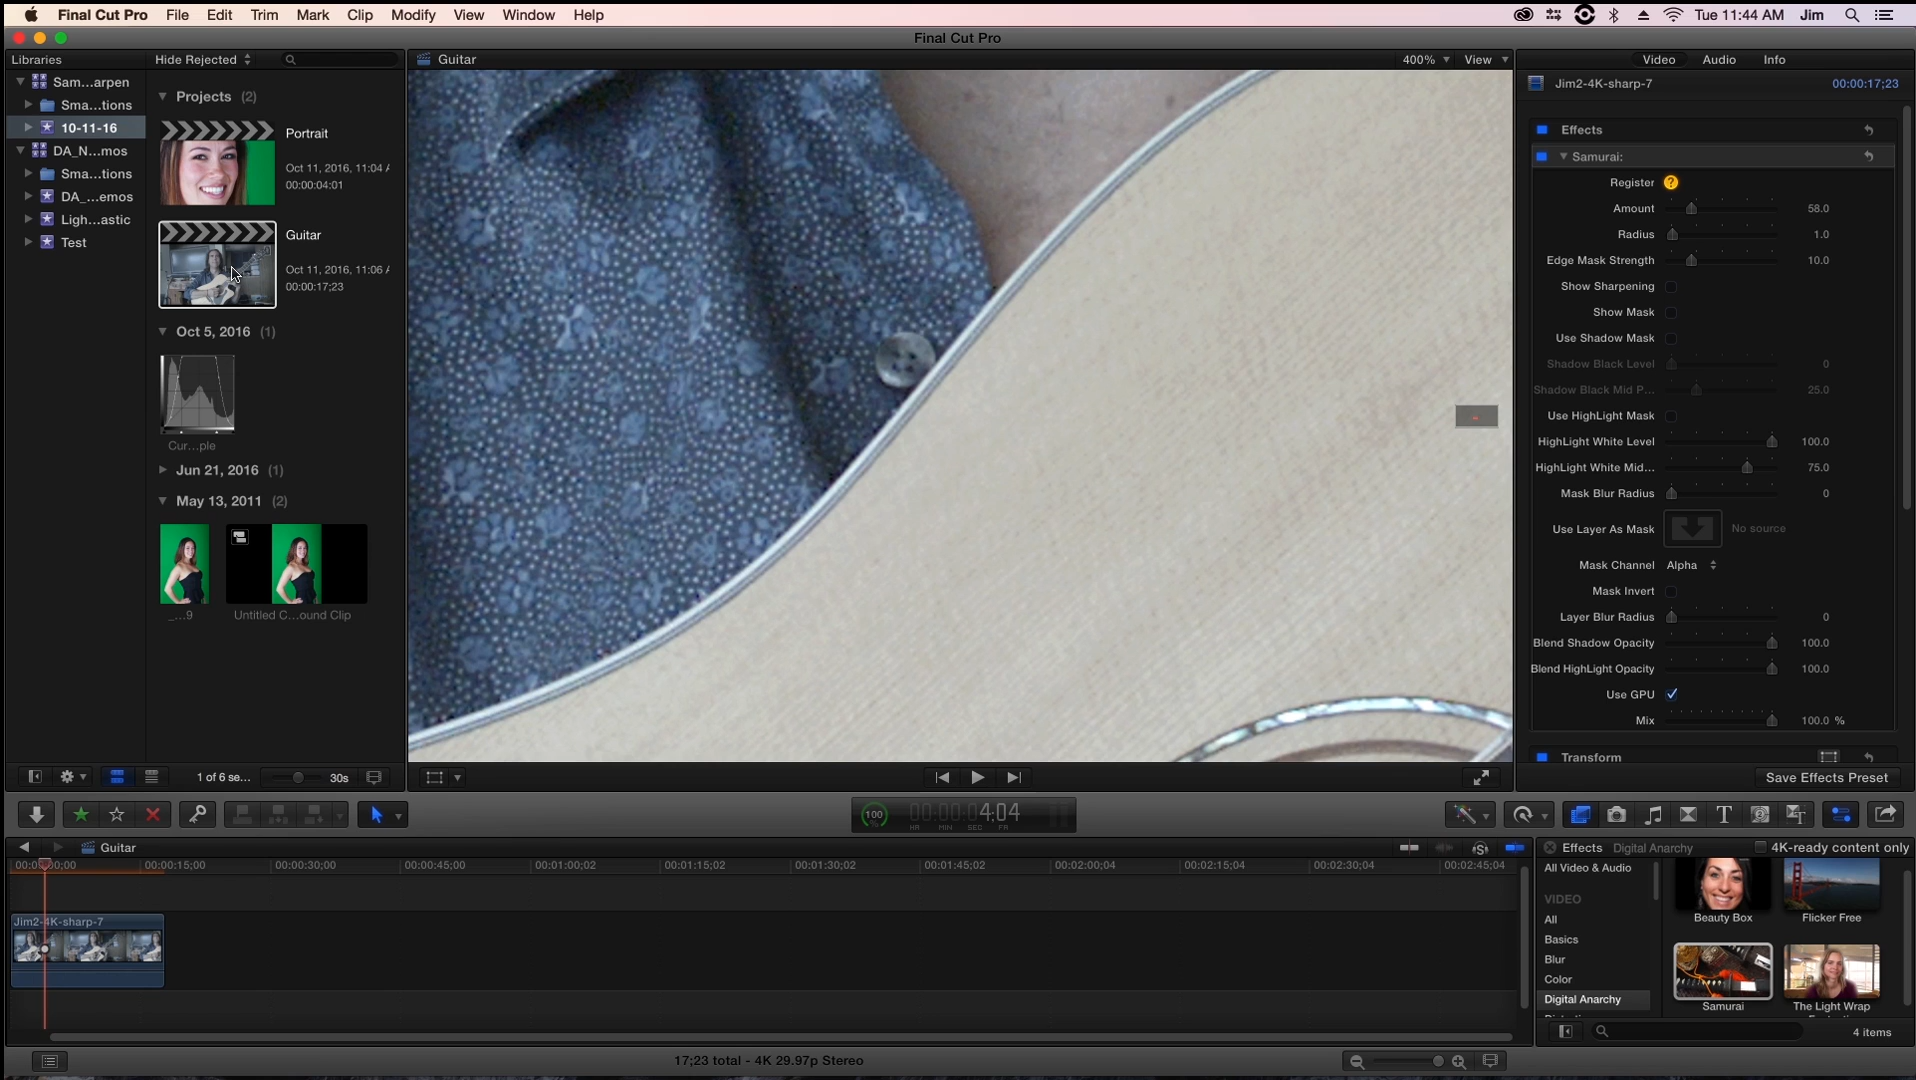 Final Cut Pro File Edit Trim Mark Clip Modify View Window Help Tue 11:44 AM Jim
Final Cut Pro
Libraries Hide Rejected Guitar 400% View Video Audio Info
Sam...arpen
Sma...tions
10-11-16
DA_N...mos
Sma...tions
DA_...emos
Ligh...astic
Test
Projects (2)
Portrait
Oct 11, 2016, 11:04
00:00:04:01
Guitar
Oct 11, 2016, 11:06
00:00:17;23
Oct 5, 2016 (1)
Cur...ple
Jun 21, 2016 (1)
May 13, 2011 (2)
_...9 Untitled C...ound Clip
1 of 6 se... 30s
Jim2-4K-sharp-7 00:00:17;23
Effects
Samurai:
Register ?
Amount 58.0
Radius 1.0
Edge Mask Strength 10.0
Show Sharpening
Show Mask
Use Shadow Mask
Shadow Black Level 0
Shadow Black Mid P... 25.0
Use HighLight Mask
HighLight White Level 100.0
HighLight White Mid... 75.0
Mask Blur Radius 0
Use Layer As Mask No source
Mask Channel Alpha
Mask Invert
Layer Blur Radius 0
Blend Shadow Opacity 100.0
Blend HighLight Opacity 100.0
Use GPU
Mix 100.0 %
Transform
Save Effects Preset
100 % 00:00:04:04
HR MIN SEC FR
Guitar
00:00:15;00 00:00:30;00 00:00:45;00 00:01:00;02 00:01:15;02 00:01:30;02 00:01:45;02 00:02:00;04 00:02:15;04 00:02:30;04 00:02:45;04
Jim2-4K-sharp-7
Effects Digital Anarchy 4K-ready content only
All Video & Audio
VIDEO
All
Basics
Blur
Color
Digital Anarchy
Beauty Box Flicker Free
Samurai The Light Wrap
4 items
17;23 total - 4K 29.97p Stereo